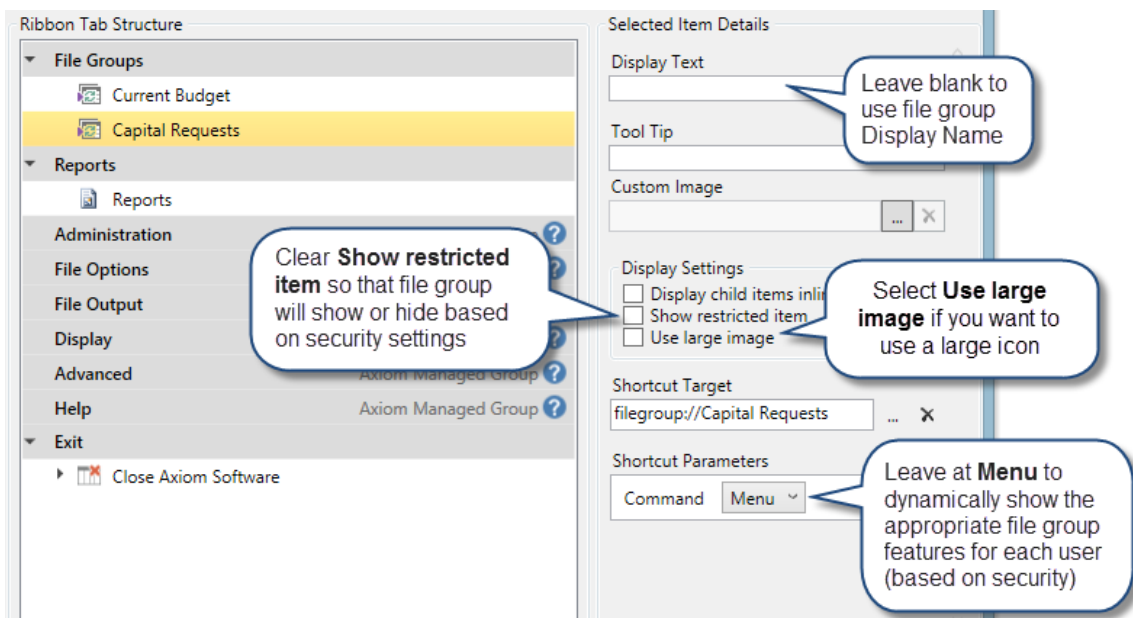 Ribbon Tab Structure
File Groups
Current Budget
Capital Requests
Reports
Reports
Administration
File Options
File Output
Display
Advanced Axiom Managed Group
Help Axiom Managed Group
Exit
Close Axiom Software
Clear Show restricted
item so that file group
will show or hide based
on security settings
Selected Item Details
Display Text
Leave blank to
use file group
Display Name
Tool Tip
Custom Image
...
Display Settings
Display child items
Show restricted item
Use large image
Select Use large
image if you want to
use a large icon
Shortcut Target
filegroup://Capital Requests ...
Shortcut Parameters
Command Menu
Leave at Menu to
dynamically show the
appropriate file group
features for each user
(based on security)